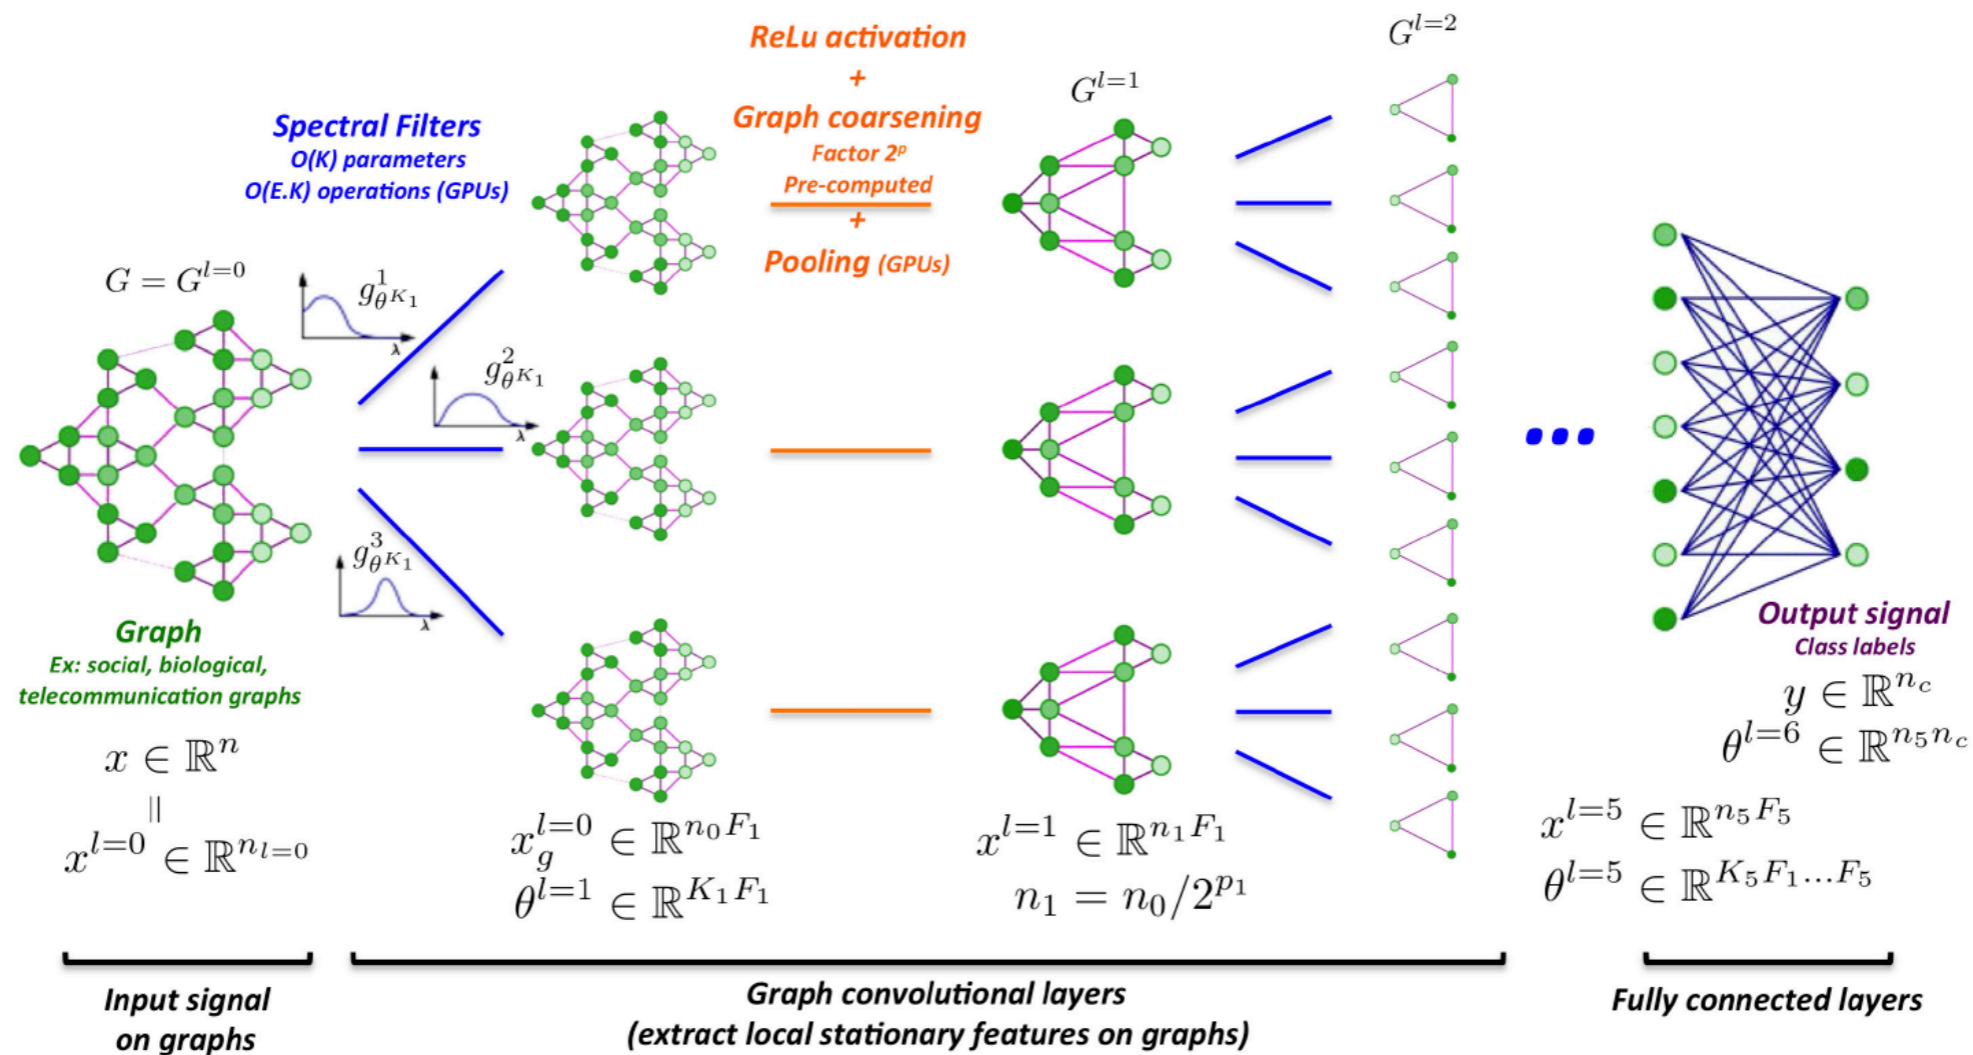 G = G^{l=0}
Graph
Ex: social, biological,
telecommunication graphs
x ∈ ℝ^n
||
x^{l=0} ∈ ℝ^{n_{l=0}}
Input signal
on graphs
Spectral Filters
O(K) parameters
O(E.K) operations (GPUs)
g^1_{θ^{K_1}}
λ
g^2_{θ^{K_1}}
λ
g^3_{θ^{K_1}}
λ
x_g^{l=0} ∈ ℝ^{n_0 F_1}
θ^{l=1} ∈ ℝ^{K_1 F_1}
ReLu activation
+
Graph coarsening
Factor 2^p
Pre-computed
+
Pooling (GPUs)
G^{l=1}
x^{l=1} ∈ ℝ^{n_1 F_1}
n_1 = n_0/2^{p_1}
G^{l=2}
Graph convolutional layers
(extract local stationary features on graphs)
...
Output signal
Class labels
y ∈ ℝ^{n_c}
θ^{l=6} ∈ ℝ^{n_5 n_c}
x^{l=5} ∈ ℝ^{n_5 F_5}
θ^{l=5} ∈ ℝ^{K_5 F_1...F_5}
Fully connected layers